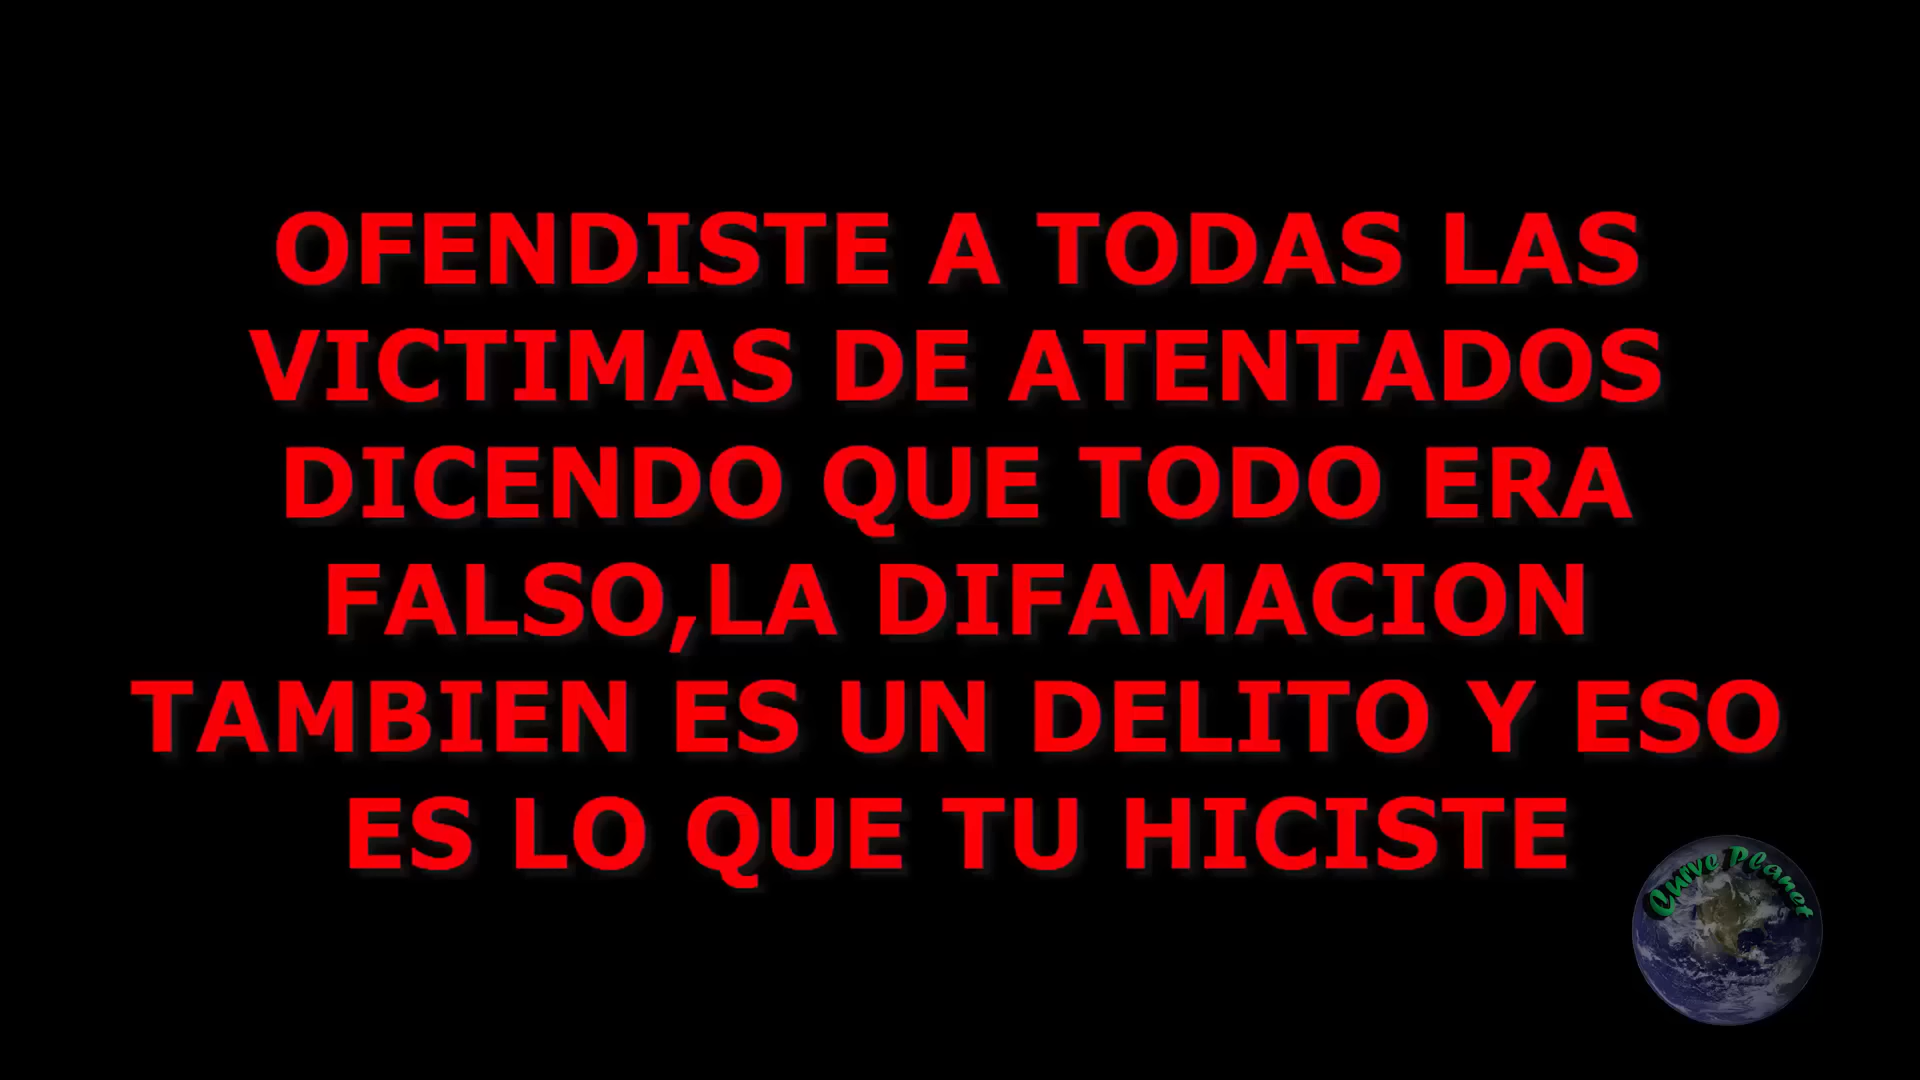 OFENDISTE A TODAS LAS
VICTIMAS DE ATENTADOS
DICENDO QUE TODO ERA
FALSO,LA DIFAMACION
TAMBIEN ES UN DELITO Y ESO
ES LO QUE TU HICISTE
Curve Planet